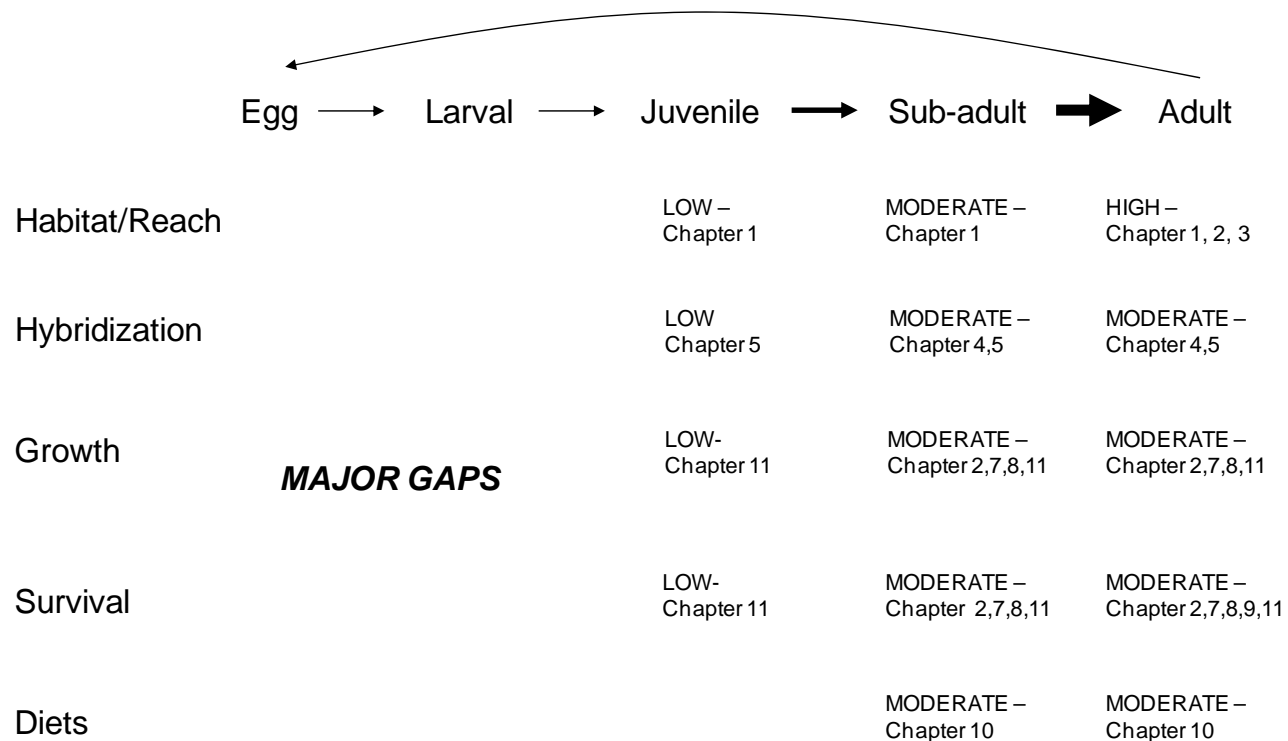 Egg Larval Juvenile Sub-adult Adult
Habitat/Reach
LOW –
Chapter 1
MODERATE –
Chapter 1
HIGH –
Chapter 1, 2, 3
Hybridization
LOW
Chapter 5
MODERATE –
Chapter 4,5
MODERATE –
Chapter 4,5
Growth
MAJOR GAPS
LOW-
Chapter 11
MODERATE –
Chapter 2,7,8,11
MODERATE –
Chapter 2,7,8,11
Survival
LOW-
Chapter 11
MODERATE –
Chapter 2,7,8,11
MODERATE –
Chapter 2,7,8,9,11
Diets
MODERATE –
Chapter 10
MODERATE –
Chapter 10